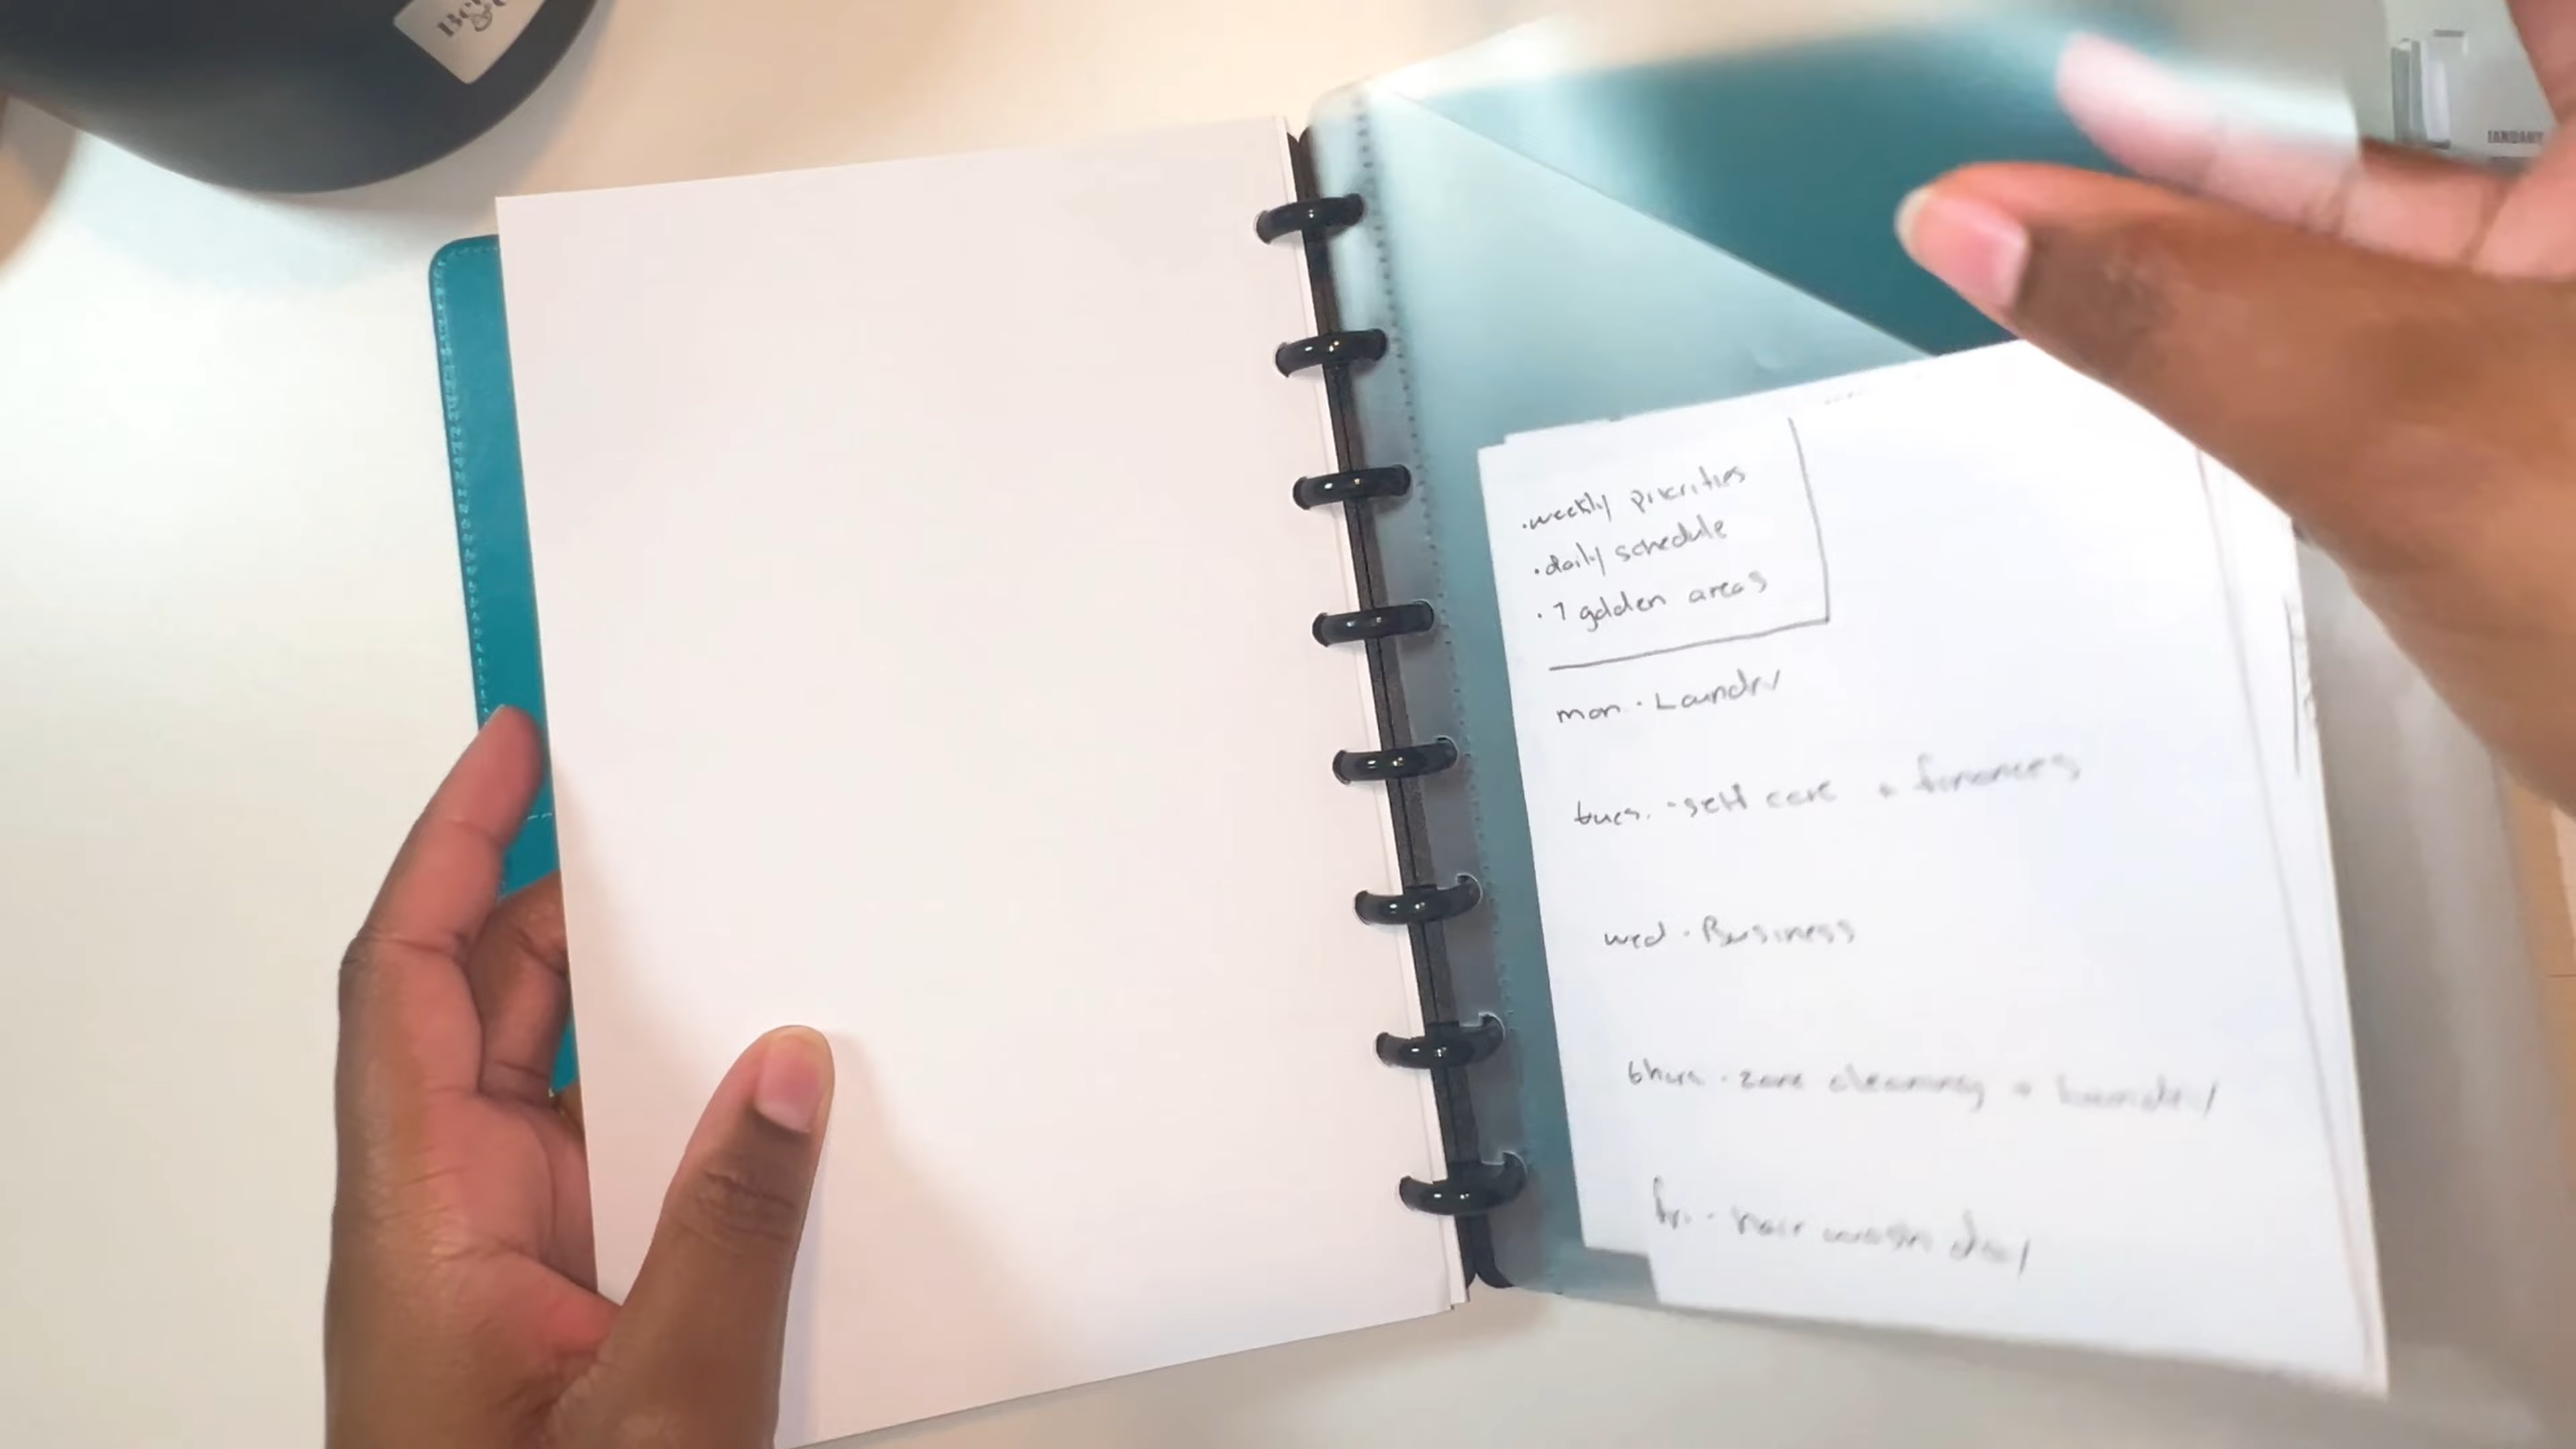 JANUARY
• weekly priorities
• daily schedule
• 7 golden areas
mon • Laundry
tues. • self care + finances
wed • Business
thurs • zone cleaning + laundry
fri. • hair wash day